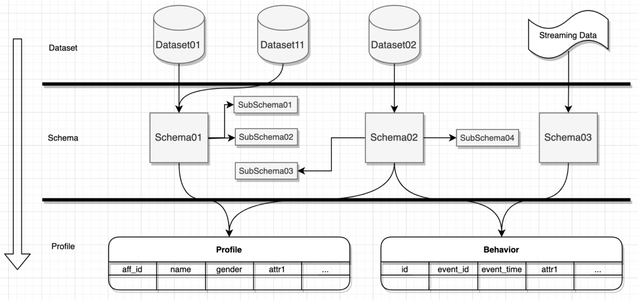 Dataset
Dataset01
Dataset11
Dataset02
Streaming Data
Schema
Schema01
SubSchema01
SubSchema02
SubSchema03
Schema02
SubSchema04
Schema03
Profile
Profile
aff_id name gender attr1 ...
Behavior
id event_id event_time attr1 ...